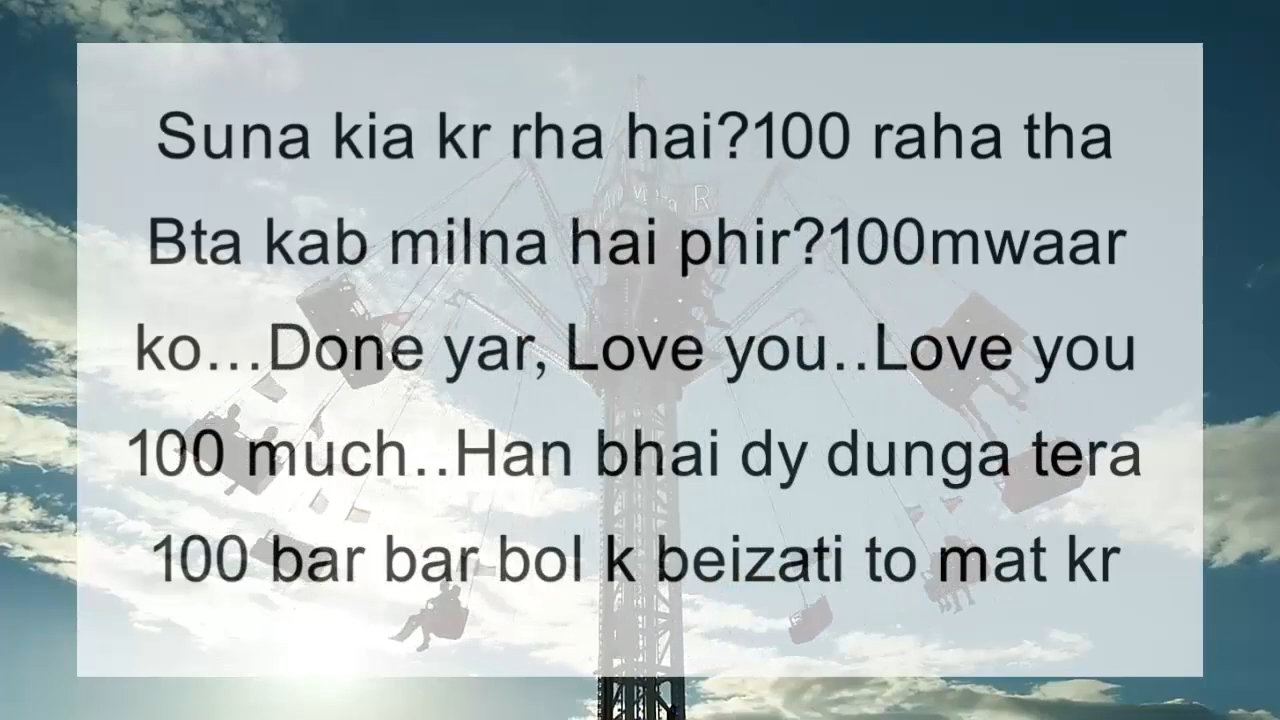 Suna kia kr rha hai?100 raha tha
Bta kab milna hai phir?100mwaar
ko...Done yar, Love you..Love you
100 much..Han bhai dy dunga tera
100 bar bar bol k beizati to mat kr